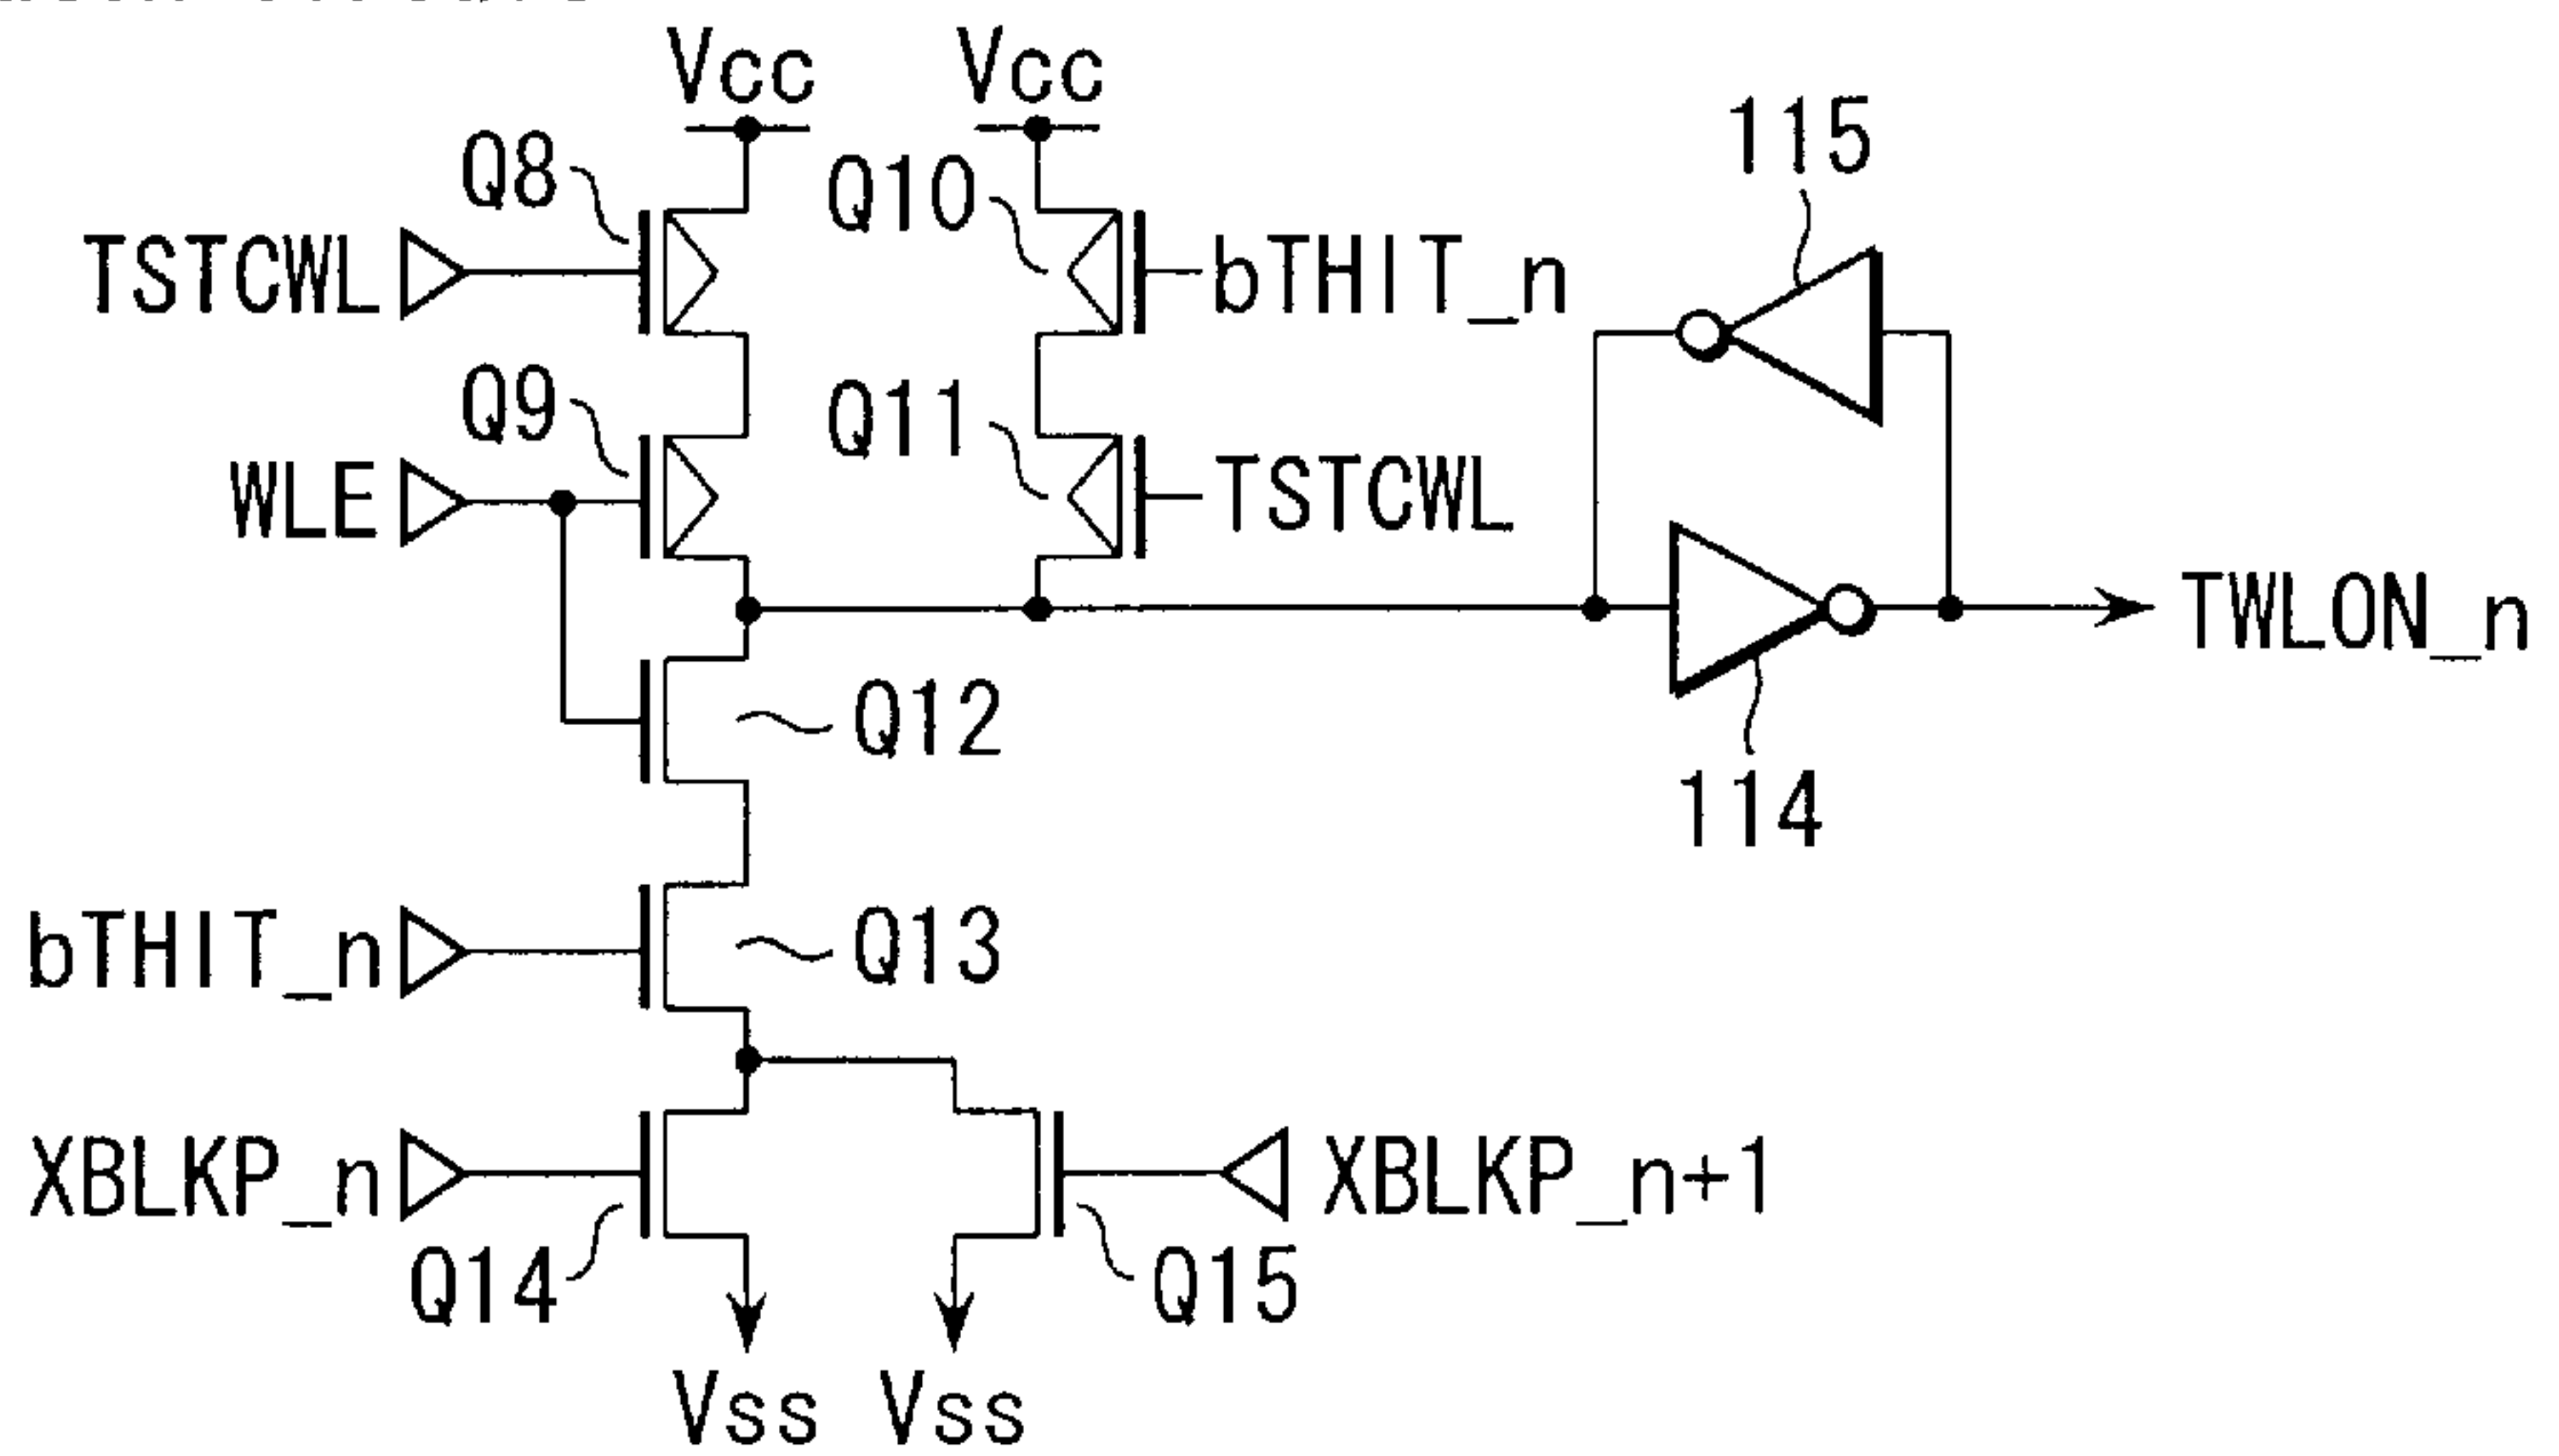 Vcc Vcc
115
Q8 Q10
TSTCWL bTHIT_n
Q9 Q11
WLE TSTCWL
TWLON_n
Q12
114
bTHIT_n Q13
XBLKP_n XBLKP_n+1
Q14 Q15
Vss Vss